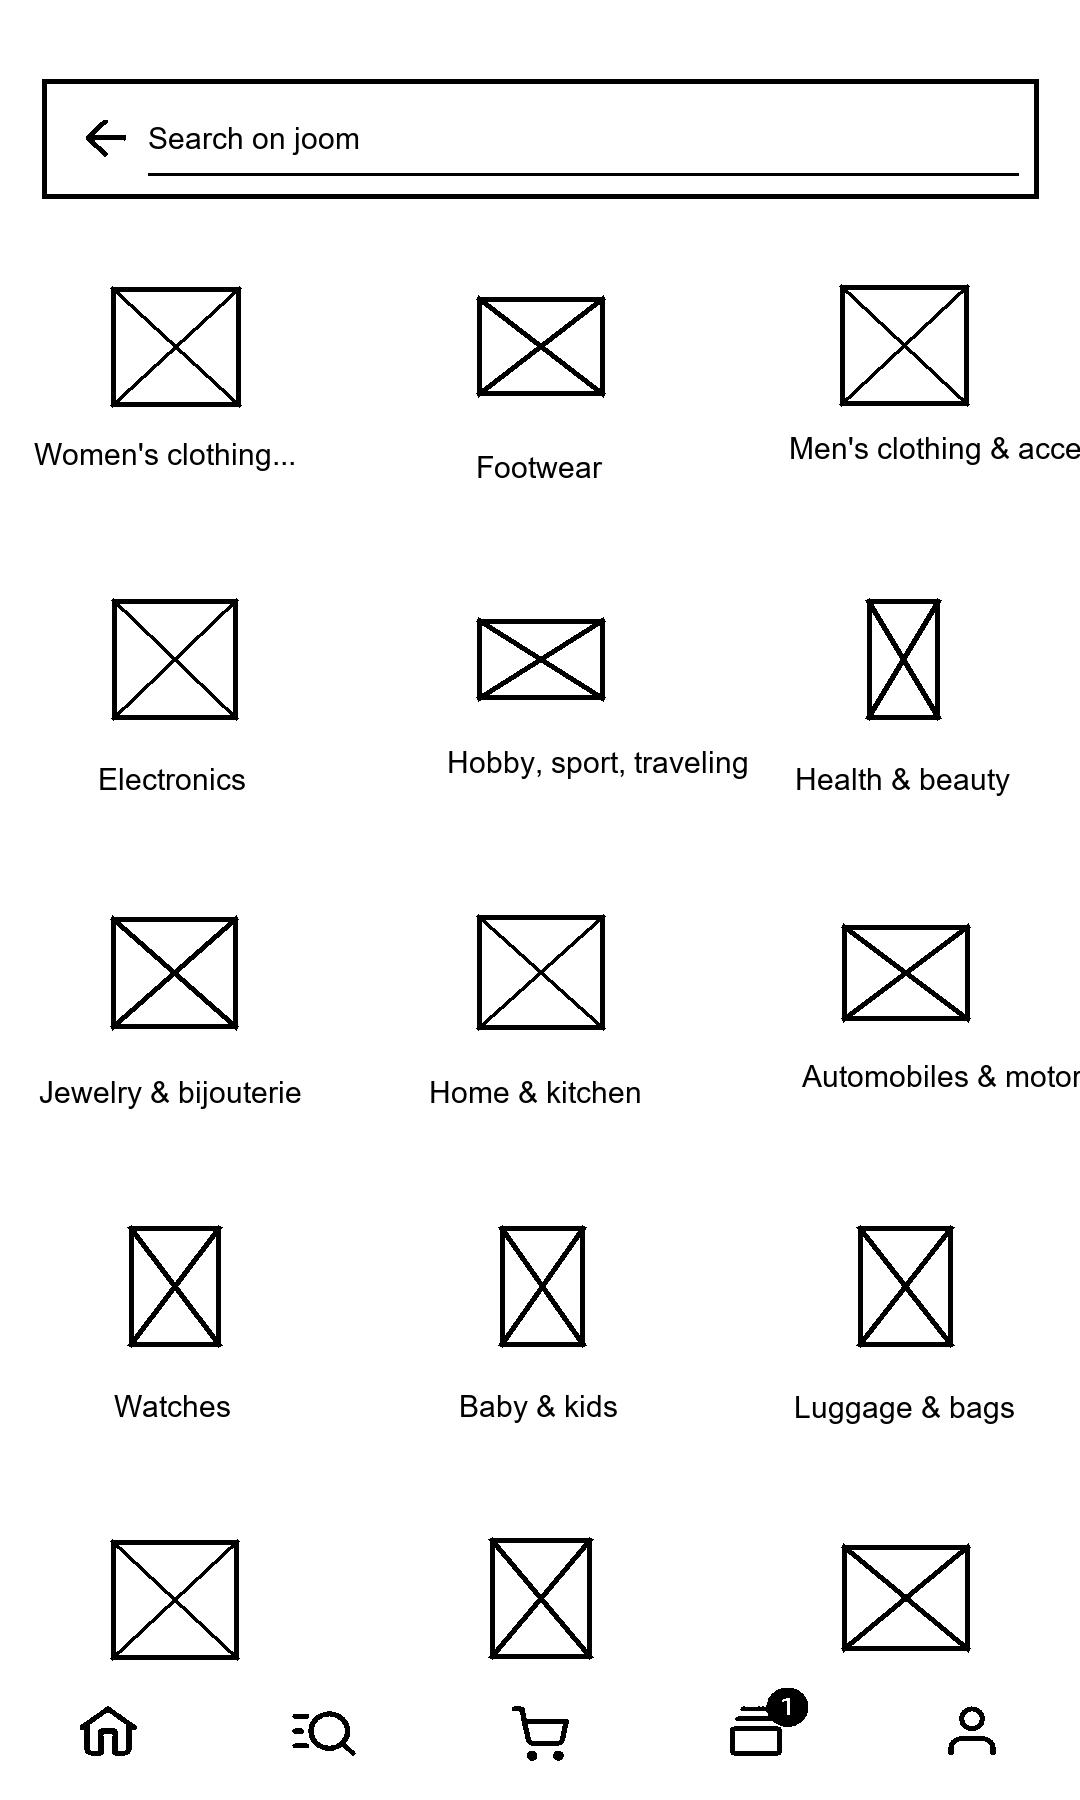 Search on joom
Women's clothing...
Footwear
Men's clothing & acce
Electronics
Hobby, sport, traveling
Health & beauty
Jewelry & bijouterie
Home & kitchen
Automobiles & motor
Watches
Baby & kids
Luggage & bags
1